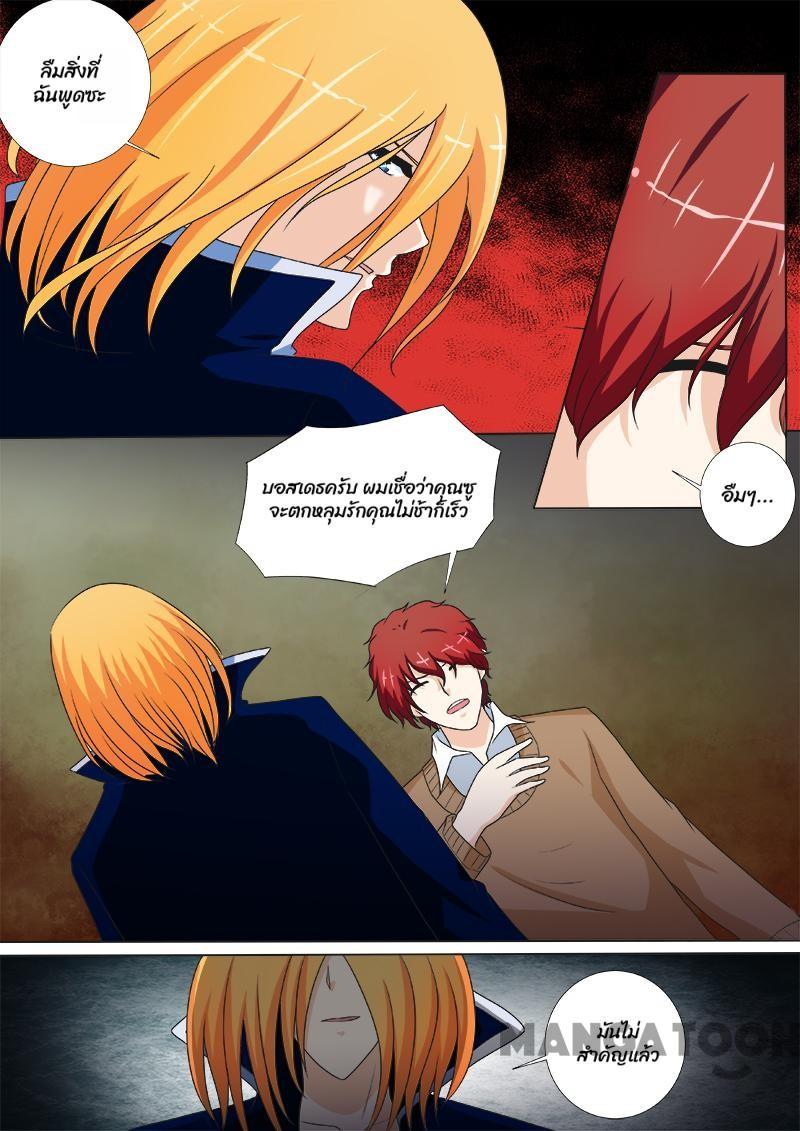 ลืมสิ่งที่
ฉันพูดซะ
อืมๆ...
บอสเดธครับ ผมเชื่อว่าคุณซู
จะตกหลุมรักคุณไม่ช้าก็เร็ว
มันไม่
สำคัญแล้ว
MANGATOON